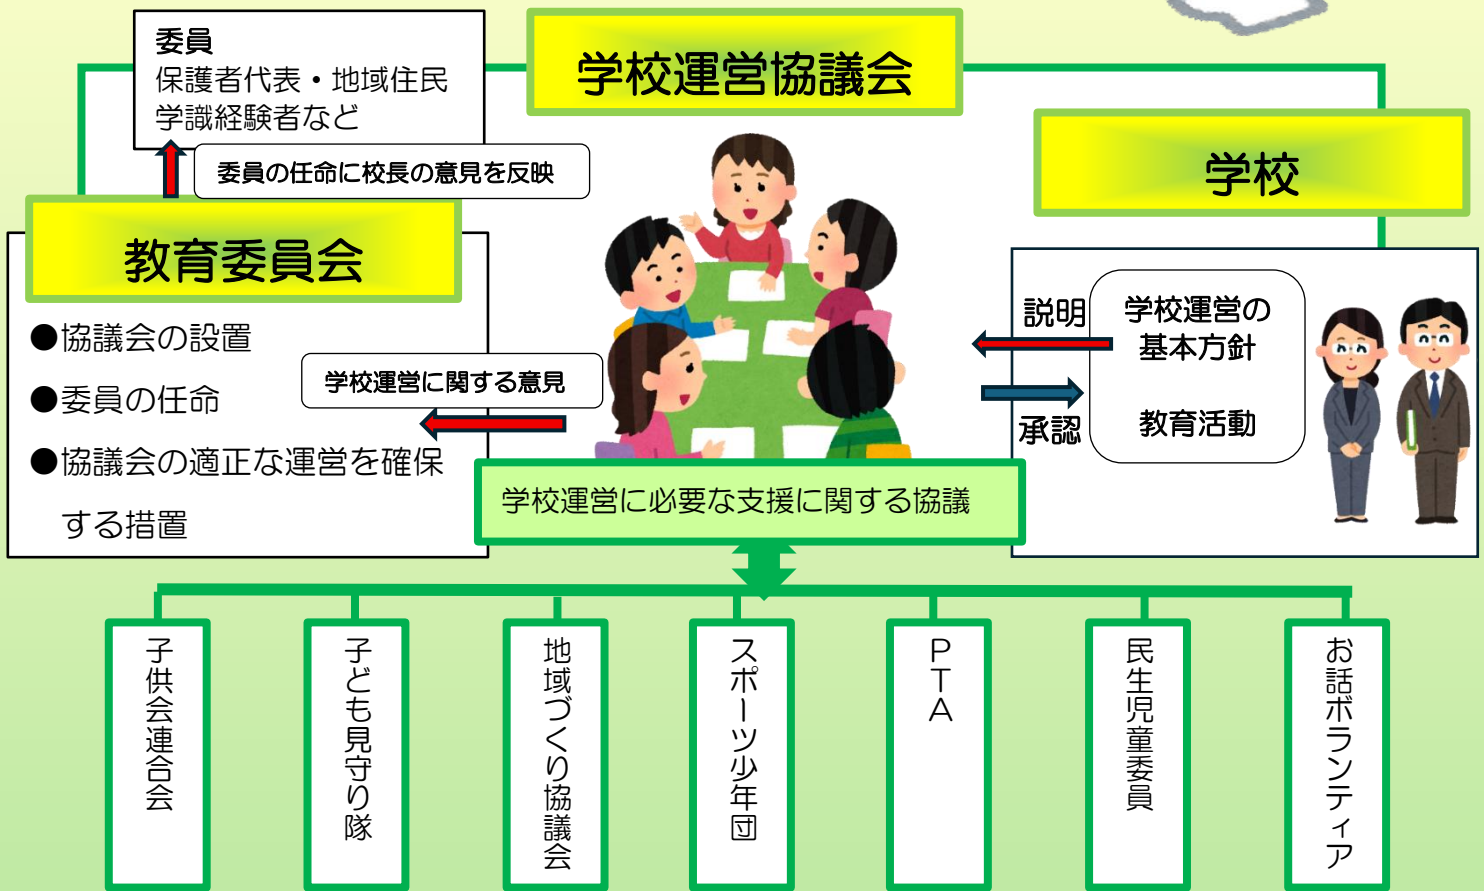 学校運営協議会
委員
保護者代表・地域住民
学識経験者など
委員の任命に校長の意見を反映
教育委員会
●協議会の設置
●委員の任命
●協議会の適正な運営を確保
する措置
学校運営に関する意見
学校
説明
承認
学校運営の
基本方針
教育活動
学校運営に必要な支援に関する協議
子供会連合会
子ども見守り隊
地域づくり協議会
スポーツ少年団
PTA
民生児童委員
お話ボランティア